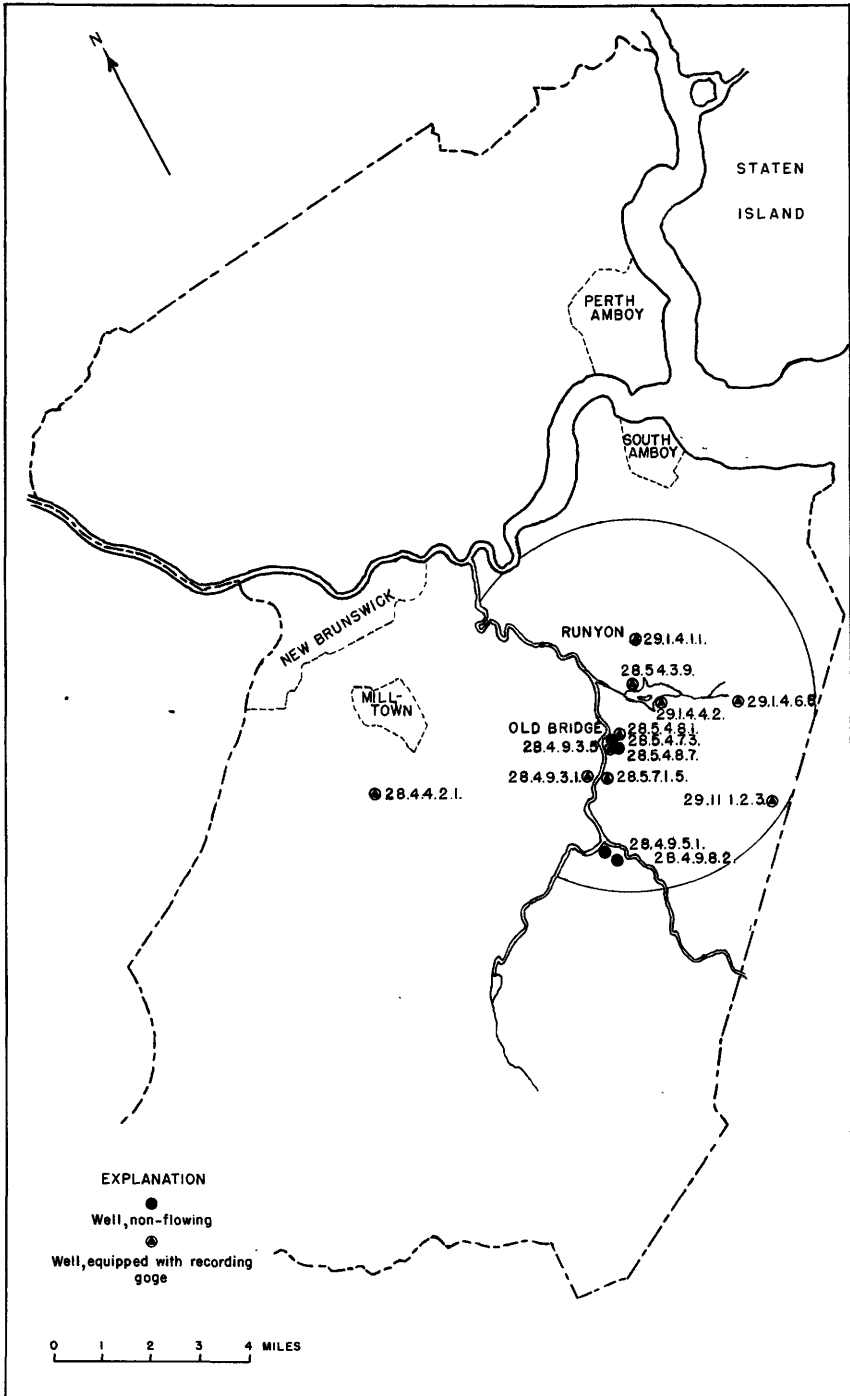 N
STATEN
ISLAND
PERTH
AMBOY
SOUTH
AMBOY
NEW BRUNSWICK
RUNYON
29.1.4.1.1.
28.5.4.3.9.
MILL-
TOWN
29.1.4.4.2.
29.1.4.6.8
OLD BRIDGE
28.5.4.8.1.
28.5.4.7.3.
28.4.9.3.5
28.5.4.8.7.
28.4.9.3.1.
28.5.7.1.5.
28.4.4.2.1.
29.11 1.2.3.
28.4.9.5.1.
28.4.9.8.2.
EXPLANATION
Well, non-flowing
Well, equipped with recording
goge
0 1 2 3 4 MILES